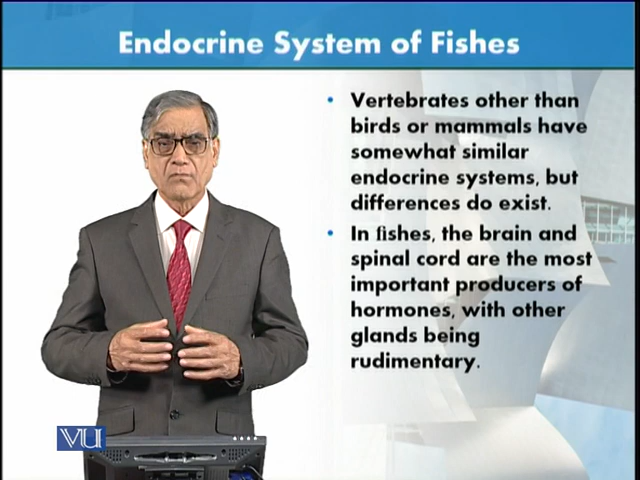 Endocrine System of Fishes
• Vertebrates other than
birds or mammals have
somewhat similar
endocrine systems, but
differences do exist.
• In fishes, the brain and
spinal cord are the most
important producers of
hormones, with other
glands being
rudimentary.
VU